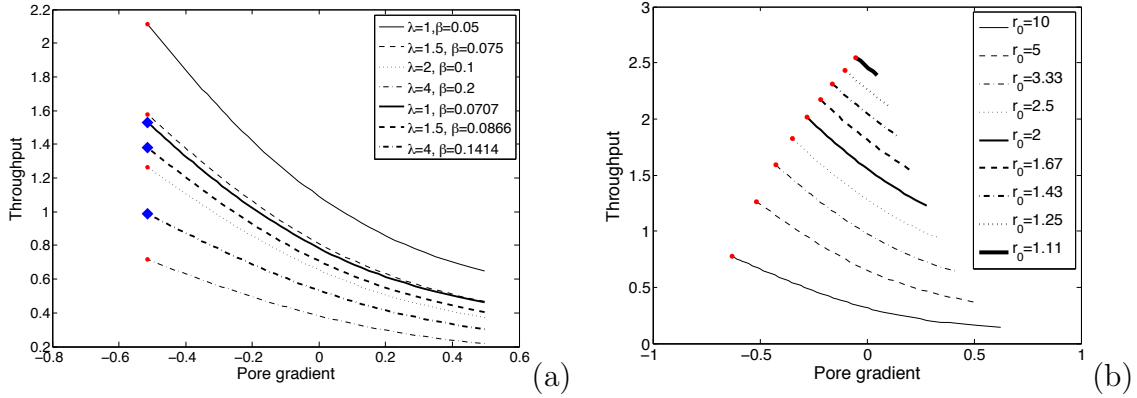 2.2
2
1.8
1.6
1.4
1.2
1
0.8
0.6
0.4
0.2
Throughput
-0.8
-0.6
-0.4
-0.2
0
0.2
0.4
0.6
Pore gradient
λ=1,β=0.05
λ=1.5, β=0.075
λ=2, β=0.1
λ=4, β=0.2
λ=1, β=0.0707
λ=1.5, β=0.0866
λ=4, β=0.1414
(a)
3
2.5
2
1.5
1
0.5
0
Throughput
-1
-0.5
0
0.5
1
Pore gradient
r₀=10
r₀=5
r₀=3.33
r₀=2.5
r₀=2
r₀=1.67
r₀=1.43
r₀=1.25
r₀=1.11
(b)